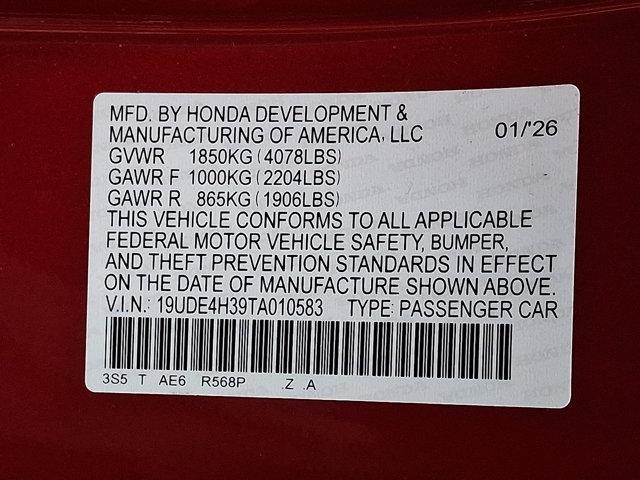 MFD. BY HONDA DEVELOPMENT &
MANUFACTURING OF AMERICA, LLC 01/'26
GVWR 1850KG (4078LBS)
GAWR F 1000KG (2204LBS)
GAWR R 865KG (1906LBS)
THIS VEHICLE CONFORMS TO ALL APPLICABLE
FEDERAL MOTOR VEHICLE SAFETY, BUMPER,
AND THEFT PREVENTION STANDARDS IN EFFECT
ON THE DATE OF MANUFACTURE SHOWN ABOVE.
V.I.N.: 19UDE4H39TA010583 TYPE: PASSENGER CAR
3S5 T AE6 R568P .Z .A